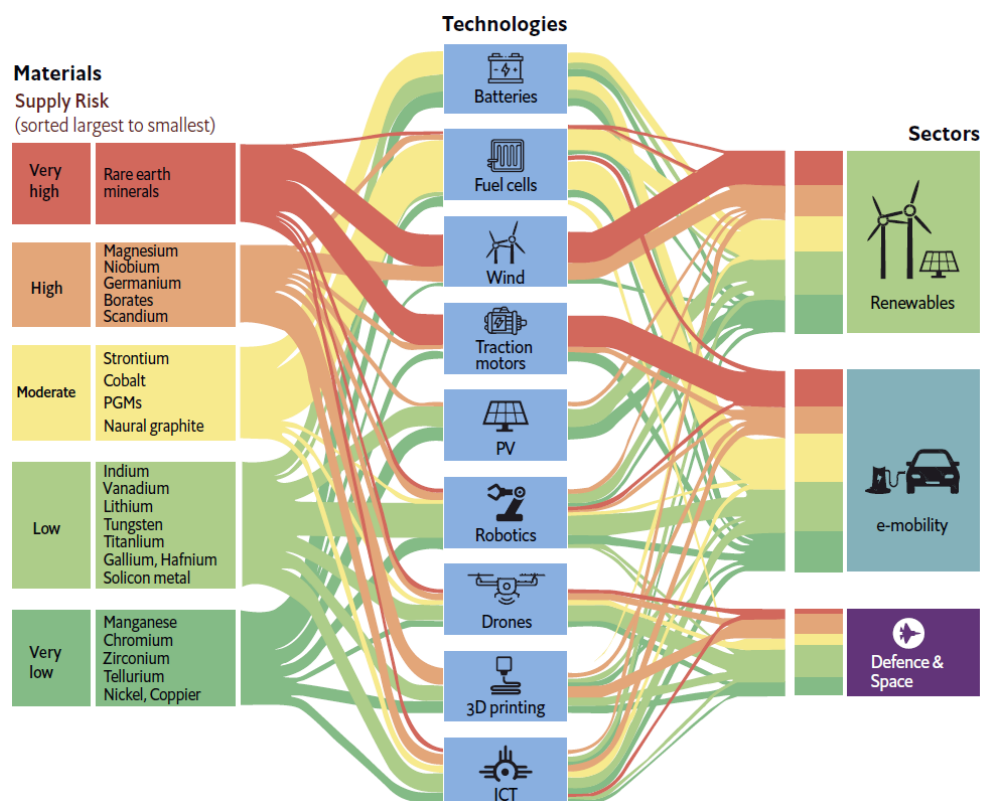 Technologies
Materials
Supply Risk
(sorted largest to smallest)
Sectors
Very
high
Rare earth
minerals
High
Magnesium
Niobium
Germanium
Borates
Scandium
Moderate
Strontium
Cobalt
PGMs
Naural graphite
Low
Indium
Vanadium
Lithium
Tungsten
Titanlium
Gallium, Hafnium
Solicon metal
Very
low
Manganese
Chromium
Zirconium
Tellurium
Nickel, Coppier
Batteries
Fuel cells
Wind
Traction
motors
PV
Robotics
Drones
3D printing
ICT
Renewables
e-mobility
Defence &
Space